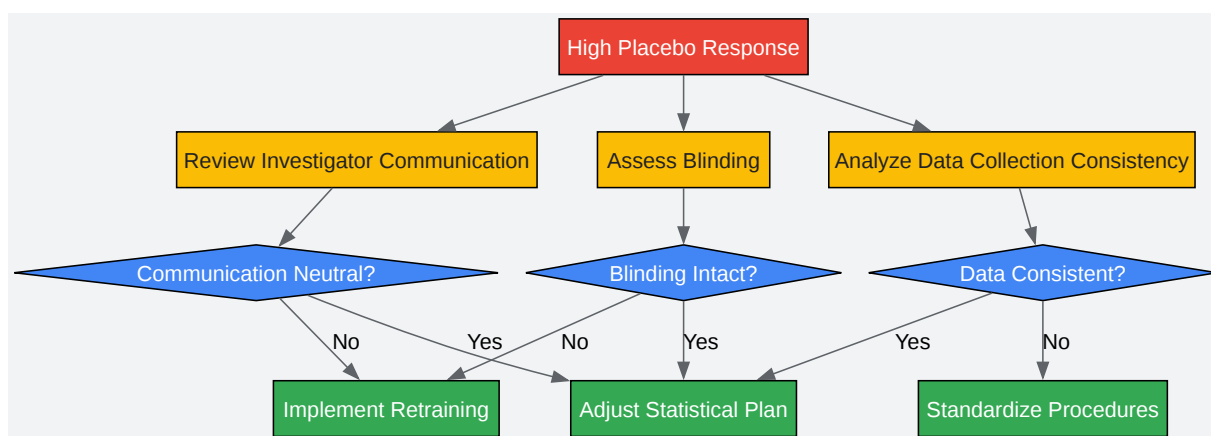 High Placebo Response
Review Investigator Communication
Assess Blinding
Analyze Data Collection Consistency
Communication Neutral?
Blinding Intact?
Data Consistent?
No
Yes
No
Yes
Yes
No
Implement Retraining
Adjust Statistical Plan
Standardize Procedures